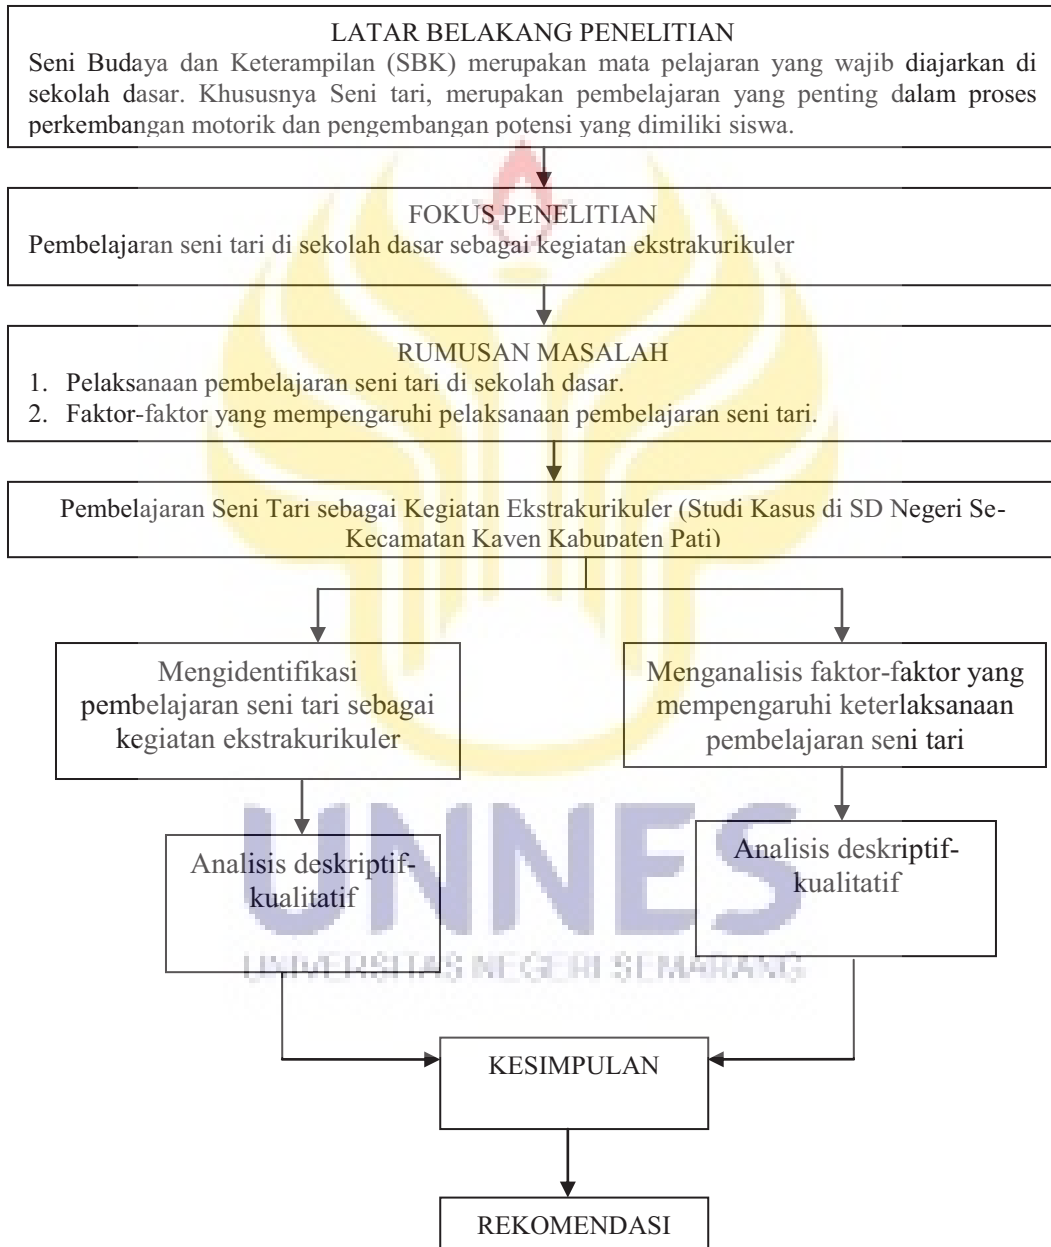 LATAR BELAKANG PENELITIAN
Seni Budaya dan Keterampilan (SBK) merupakan mata pelajaran yang wajib diajarkan di
sekolah dasar. Khususnya Seni tari, merupakan pembelajaran yang penting dalam proses
perkembangan motorik dan pengembangan potensi yang dimiliki siswa.
FOKUS PENELITIAN
Pembelajaran seni tari di sekolah dasar sebagai kegiatan ekstrakurikuler
RUMUSAN MASALAH
1. Pelaksanaan pembelajaran seni tari di sekolah dasar.
2. Faktor-faktor yang mempengaruhi pelaksanaan pembelajaran seni tari.
Pembelajaran Seni Tari sebagai Kegiatan Ekstrakurikuler (Studi Kasus di SD Negeri Se-
Kecamatan Kayen Kabupaten Pati)
Mengidentifikasi
pembelajaran seni tari sebagai
kegiatan ekstrakurikuler
Menganalisis faktor-faktor yang
mempengaruhi keterlaksanaan
pembelajaran seni tari
Analisis deskriptif-
kualitatif
Analisis deskriptif-
kualitatif
UNNES
UNIVERSITAS NEGERI SEMARANG
KESIMPULAN
REKOMENDASI